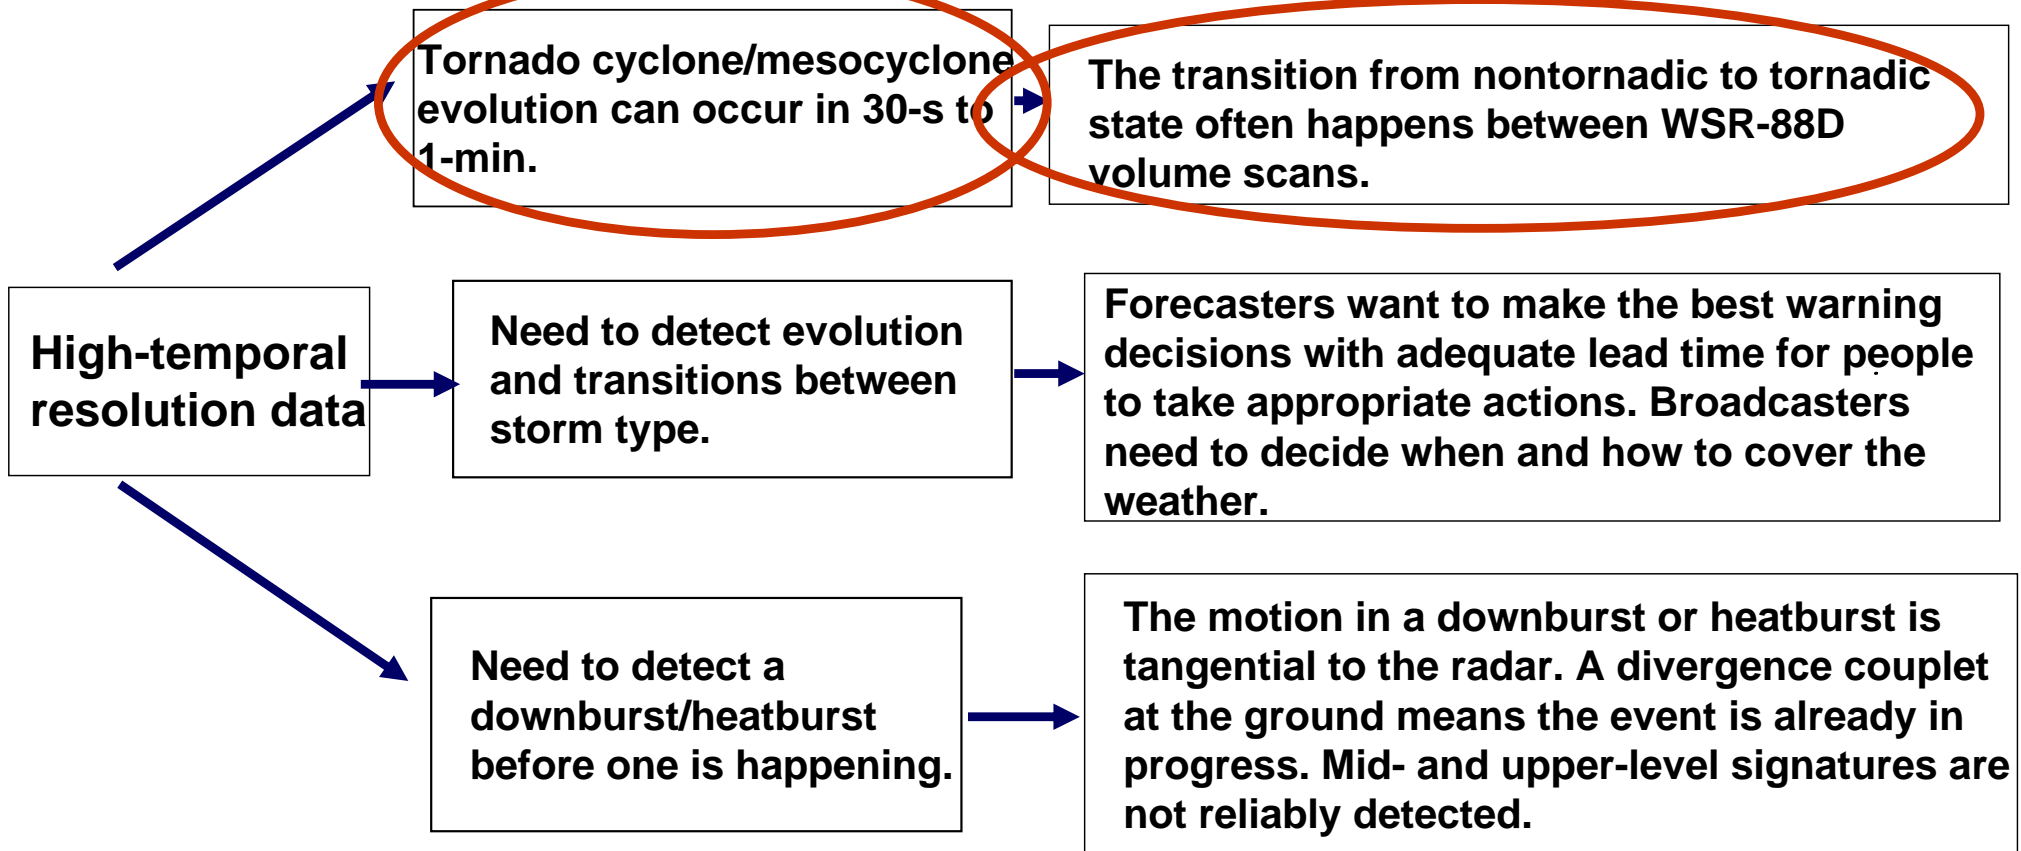 Tornado cyclone/mesocyclone
evolution can occur in 30-s to
1-min.
The transition from nontornadic to tornadic
state often happens between WSR-88D
volume scans.
High-temporal
resolution data
Need to detect evolution
and transitions between
storm type.
Forecasters want to make the best warning
decisions with adequate lead time for people
to take appropriate actions. Broadcasters
need to decide when and how to cover the
weather.
Need to detect a
downburst/heatburst
before one is happening.
The motion in a downburst or heatburst is
tangential to the radar. A divergence couplet
at the ground means the event is already in
progress. Mid- and upper-level signatures are
not reliably detected.